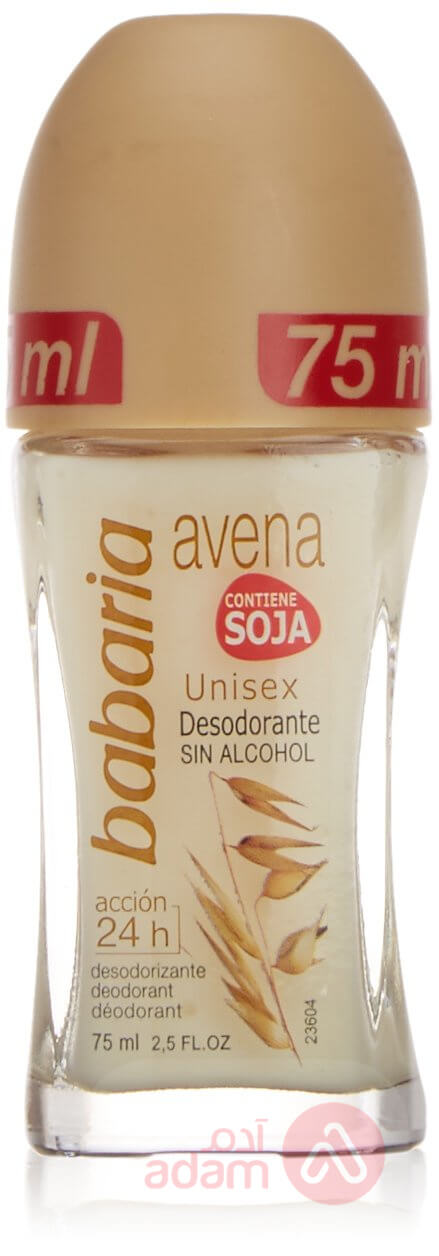 ml
75 m
babaria
avena
CONTIENE
SOJA
Unisex
Desodorante
SIN ALCOHOL
acción
24 h
desodorizante
deodorant
déodorant
75 ml 2,5 FL.OZ
23604
آدم
adam